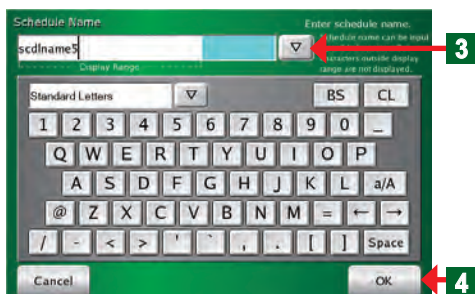 Schedule Name
Enter schedule name.
scdlname5
▽
Schedule name can be input
Characters outside display
range are not displayed.
Display Range
3
Standard Letters ▽ BS CL
1 2 3 4 5 6 7 8 9 0 _
Q W E R T Y U I O P
A S D F G H J K L a/A
@ Z X C V B N M = ← →
/ - < > ' ` , . [ ] Space
Cancel OK
4